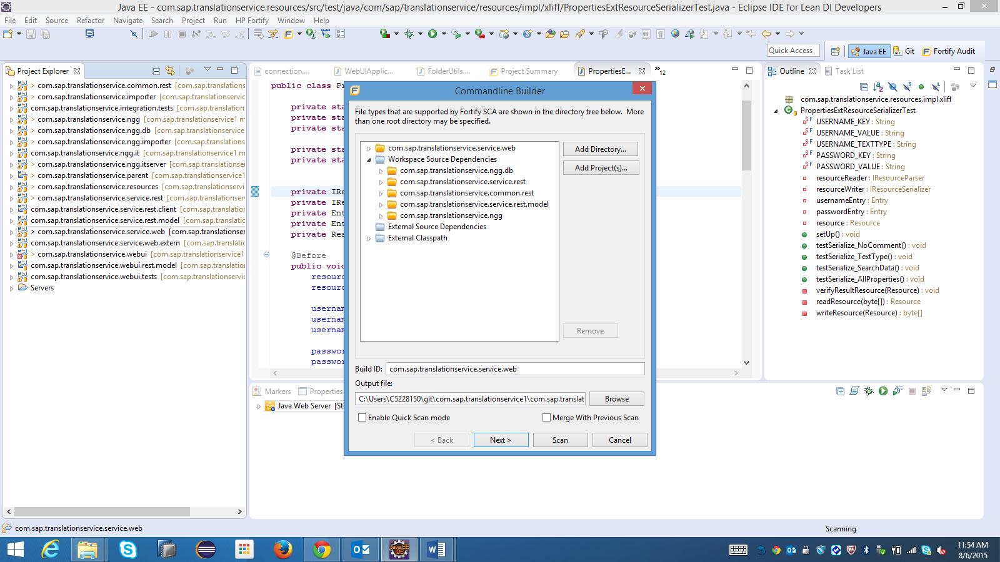 Java EE - com.sap.translationservice.resources/src/test/java/com/sap/translationservice/resources/impl/xliff/PropertiesExtResourceSerializerTest.java - Eclipse IDE for Lean DI Developers
File Edit Source Refactor Navigate Search Project Run HP Fortify Window Help
Quick Access Java EE Git Fortify Audit
Project Explorer
> com.sap.translationservice.common.rest [com.sap.translations
> com.sap.translationservice.importer [com.sap.translationservic
com.sap.translationservice.integration.tests [com.sap.translations
> com.sap.translationservice.ngg [com.sap.translationservice1 m
> com.sap.translationservice.ngg.db [com.sap.translationservice
> com.sap.translationservice.ngg.importer [com.sap.translations
com.sap.translationservice.ngg.it [com.sap.translationservice1 m
> com.sap.translationservice.ngg.itserver [com.sap.translations
> com.sap.translationservice.parent [com.sap.translationservice1
> com.sap.translationservice.resources [com.sap.translationservic
> com.sap.translationservice.service.rest [com.sap.translationser
com.sap.translationservice.service.rest.client [com.sap.translatio
com.sap.translationservice.service.rest.model [com.sap.translatio
> com.sap.translationservice.service.web [com.sap.translationser
com.sap.translationservice.service.web.extern [com.sap.translatio
> com.sap.translationservice.webui [com.sap.translationservice1
com.sap.translationservice.webui.rest.model [com.sap.translatio
com.sap.translationservice.webui.tests [com.sap.translationservic
Servers
connection.... WebUIApplic... FolderUtils.... Project Summary PropertiesE... »12
public class P
private sta
private sta
private sta
private sta
private sta
private IRe
private IRe
private Ent
private Ent
private Res
@Before
public void
resourc
resourc
usernam
usernam
usernam
passwor
passwor
Commandline Builder
File types that are supported by Fortify SCA are shown in the directory tree below. More
than one root directory may be specified.
com.sap.translationservice.service.web
Workspace Source Dependencies
com.sap.translationservice.ngg.db
com.sap.translationservice.service.rest
com.sap.translationservice.common.rest
com.sap.translationservice.service.rest.model
com.sap.translationservice.ngg
External Source Dependencies
External Classpath
Add Directory...
Add Project(s)...
Remove
Build ID: com.sap.translationservice.service.web
Output file:
C:\Users\C5228150\git\com.sap.translationservice1\com.sap.translat Browse
Enable Quick Scan mode Merge With Previous Scan
< Back Next > Scan Cancel
Markers Properties
Java Web Server [St
Outline Task List
com.sap.translationservice.resources.impl.xliff
PropertiesExtResourceSerializerTest
USERNAME_KEY : String
USERNAME_VALUE : String
USERNAME_TEXTTYPE : String
PASSWORD_KEY : String
PASSWORD_VALUE : String
resourceReader : IResourceParser
resourceWriter : IResourceSerializer
usernameEntry : Entry
passwordEntry : Entry
resource : Resource
setUp() : void
testSerialize_NoComment() : void
testSerialize_TextType() : void
testSerialize_SearchData() : void
testSerialize_AllProperties() : void
verifyResultResource(Resource) : void
readResource(byte[]) : Resource
writeResource(Resource) : byte[]
com.sap.translationservice.service.web
Scanning
11:54 AM
8/6/2015